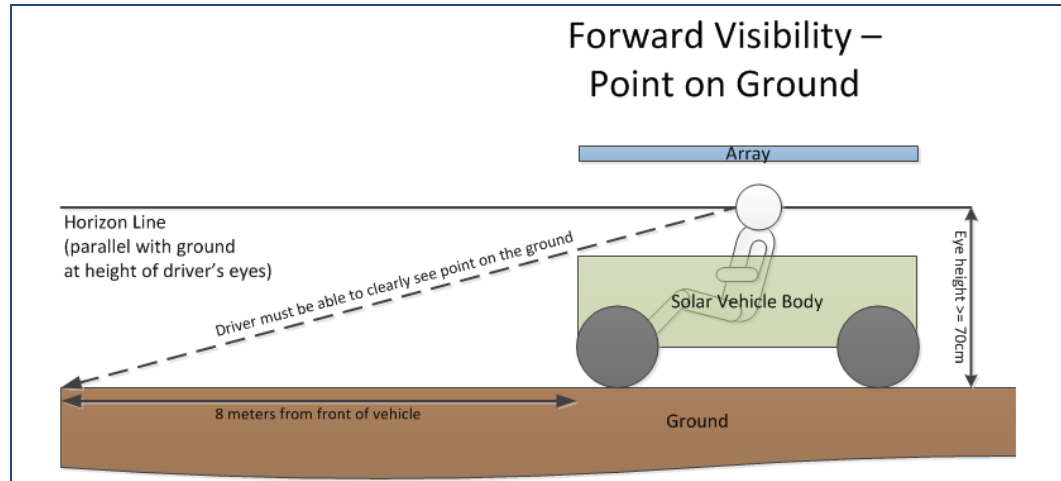 Forward Visibility –
Point on Ground
Array
Horizon Line
(parallel with ground
at height of driver's eyes)
Driver must be able to clearly see point on the ground
Solar Vehicle Body
Eye height >= 70cm
8 meters from front of vehicle
Ground